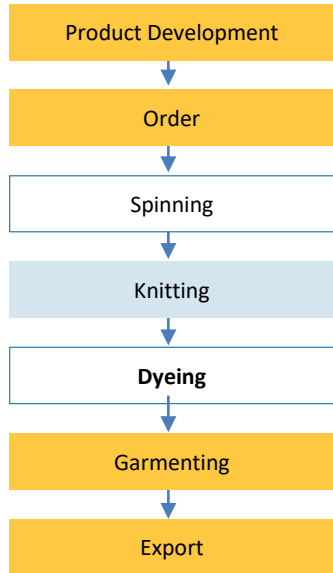 Product Development
Order
Spinning
Knitting
Dyeing
Garmenting
Export